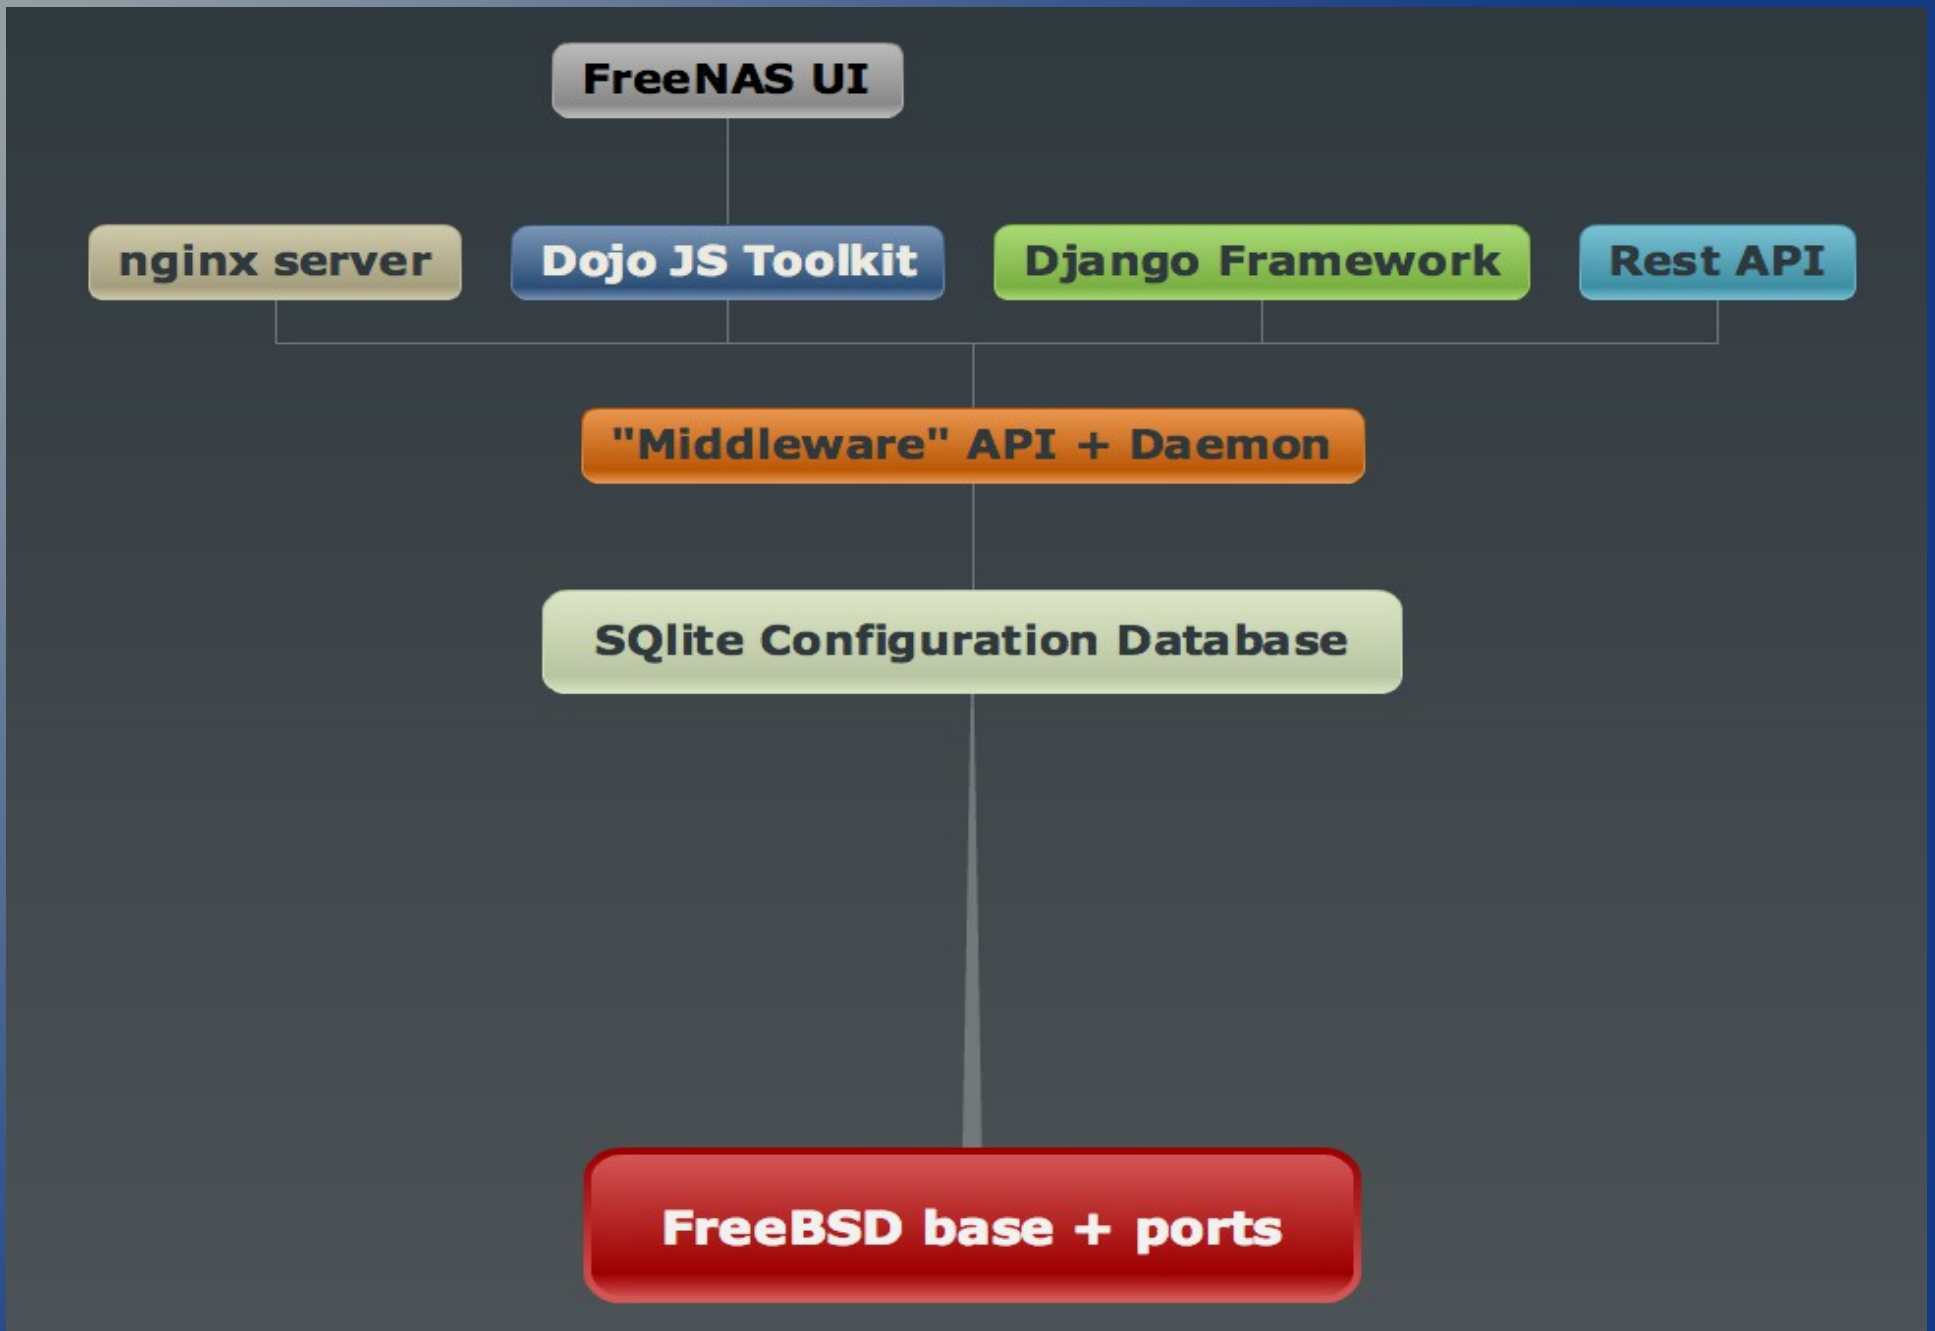 FreeNAS UI
nginx server
Dojo JS Toolkit
Django Framework
Rest API
"Middleware" API + Daemon
SQlite Configuration Database
FreeBSD base + ports